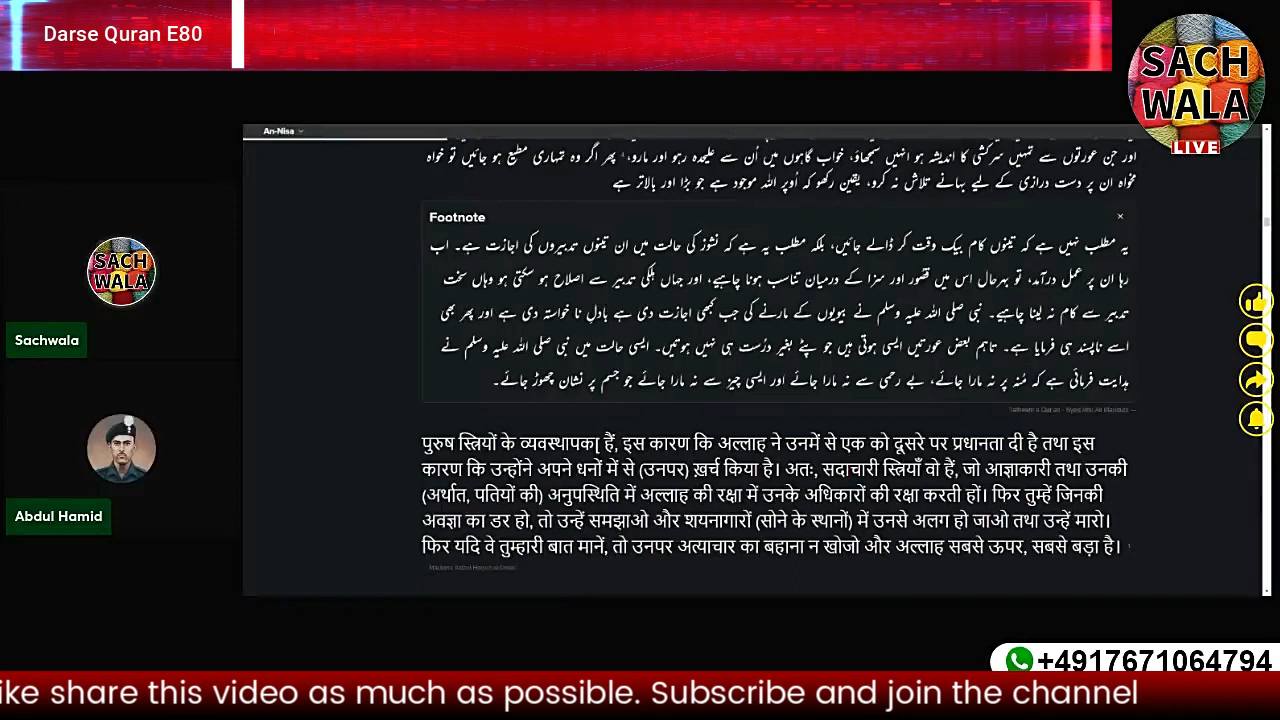 Darse Quran E80
SACH
WALA
LIVE
An-Nisa
اور جن عورتوں سے تمہیں سرکشی کا اندیشہ ہو انہیں سمجھاؤ، خواب گاہوں میں اُن سے علیحدہ رہو اور مارو، پھر اگر وہ تمہاری مطیع ہو جائیں تو خواہ
مخواہ ان پر دست درازی کے لیے بہانے تلاش نہ کرو، یقین رکھو کہ اُوپر اللہ موجود ہے جو بڑا اور بالاتر ہے
Footnote
یہ مطلب نہیں ہے کہ تینوں کام بیک وقت کر ڈالے جائیں، بلکہ مطلب یہ ہے کہ نشوز کی حالت میں ان تینوں تدبیروں کی اجازت ہے۔ اب
رہا ان پر عمل درآمد، تو بہرحال اس میں قصور اور سزا کے درمیان تناسب ہونا چاہیے، اور جہاں ہلکی تدبیر سے اصلاح ہو سکتی ہو وہاں سخت
تدبیر سے کام نہ لینا چاہیے۔ نبی صلی اللہ علیہ وسلم نے بیویوں کے مارنے کی جب کبھی اجازت دی ہے بادلِ نا خواستہ دی ہے اور پھر بھی
اسے ناپسند ہی فرمایا ہے۔ تاہم بعض عورتیں ایسی ہوتی ہیں جو پٹے بغیر درُست ہی نہیں ہوتیں۔ ایسی حالت میں نبی صلی اللہ علیہ وسلم نے
ہدایت فرمائی ہے کہ مُنہ پر نہ مارا جائے، بے رحمی سے نہ مارا جائے اور ایسی چیز سے نہ مارا جائے جو جسم پر نشان چھوڑ جائے۔
पुरुष स्त्रियों के व्यवस्थापक[ हैं, इस कारण कि अल्लाह ने उनमें से एक को दूसरे पर प्रधानता दी है तथा इस
कारण कि उन्होंने अपने धनों में से (उनपर) ख़र्च किया है। अतः, सदाचारी स्त्रियाँ वो हैं, जो आज्ञाकारी तथा उनकी
(अर्थात, पतियों की) अनुपस्थिति में अल्लाह की रक्षा में उनके अधिकारों की रक्षा करती हों। फिर तुम्हें जिनकी
अवज्ञा का डर हो, तो उन्हें समझाओ और शयनागारों (सोने के स्थानों) में उनसे अलग हो जाओ तथा उन्हें मारो।
फिर यदि वे तुम्हारी बात मानें, तो उनपर अत्याचार का बहाना न खोजो और अल्लाह सबसे ऊपर, सबसे बड़ा है।
SACH
WALA
Sachwala
Abdul Hamid
+4917671064794
ike share this video as much as possible. Subscribe and join the channel